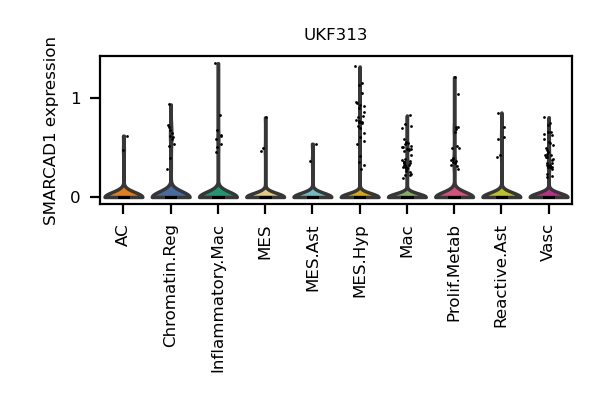 UKF313
SMARCAD1 expression
1
0
AC
Chromatin.Reg
Inflammatory.Mac
MES
MES.Ast
MES.Hyp
Mac
Prolif.Metab
Reactive.Ast
Vasc